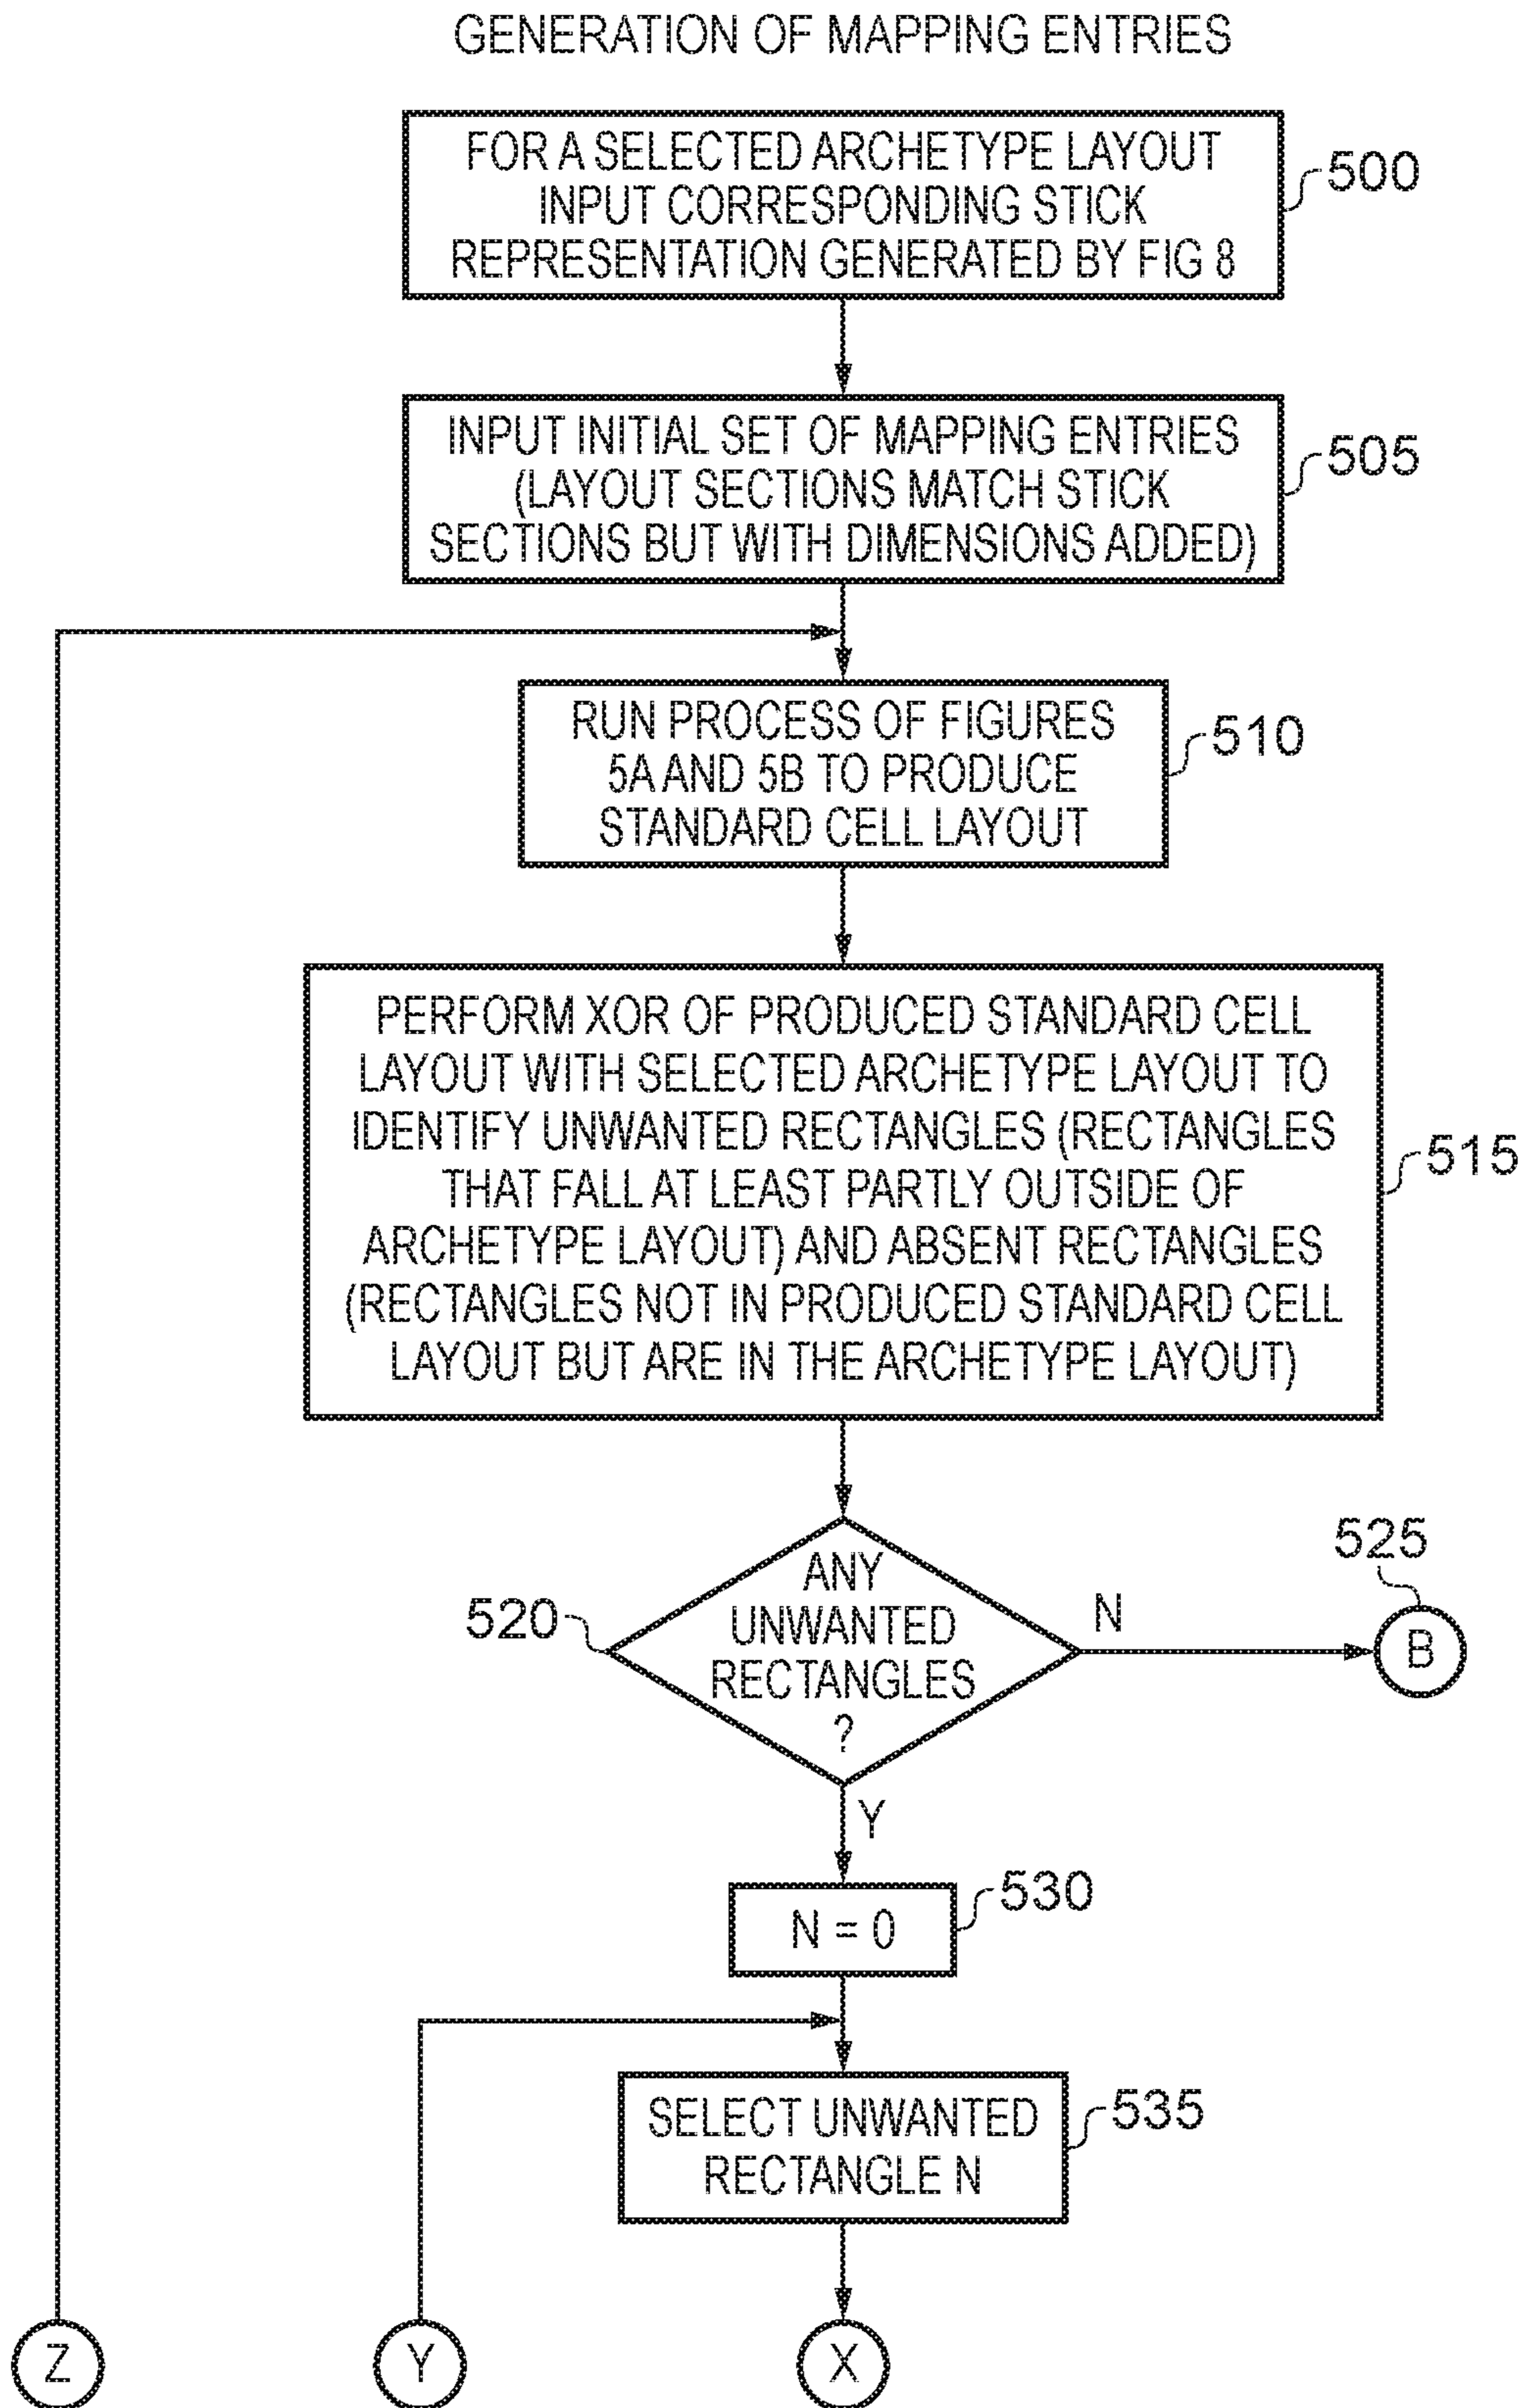 GENERATION OF MAPPING ENTRIES
FOR A SELECTED ARCHETYPE LAYOUT
INPUT CORRESPONDING STICK
REPRESENTATION GENERATED BY FIG 8
500
INPUT INITIAL SET OF MAPPING ENTRIES
(LAYOUT SECTIONS MATCH STICK
SECTIONS BUT WITH DIMENSIONS ADDED)
505
RUN PROCESS OF FIGURES
5A AND 5B TO PRODUCE
STANDARD CELL LAYOUT
510
PERFORM XOR OF PRODUCED STANDARD CELL
LAYOUT WITH SELECTED ARCHETYPE LAYOUT TO
IDENTIFY UNWANTED RECTANGLES (RECTANGLES
THAT FALL AT LEAST PARTLY OUTSIDE OF
ARCHETYPE LAYOUT) AND ABSENT RECTANGLES
(RECTANGLES NOT IN PRODUCED STANDARD CELL
LAYOUT BUT ARE IN THE ARCHETYPE LAYOUT)
515
520
ANY
UNWANTED
RECTANGLES
?
N
525
B
Y
N = 0
530
SELECT UNWANTED
RECTANGLE N
535
Z
Y
X